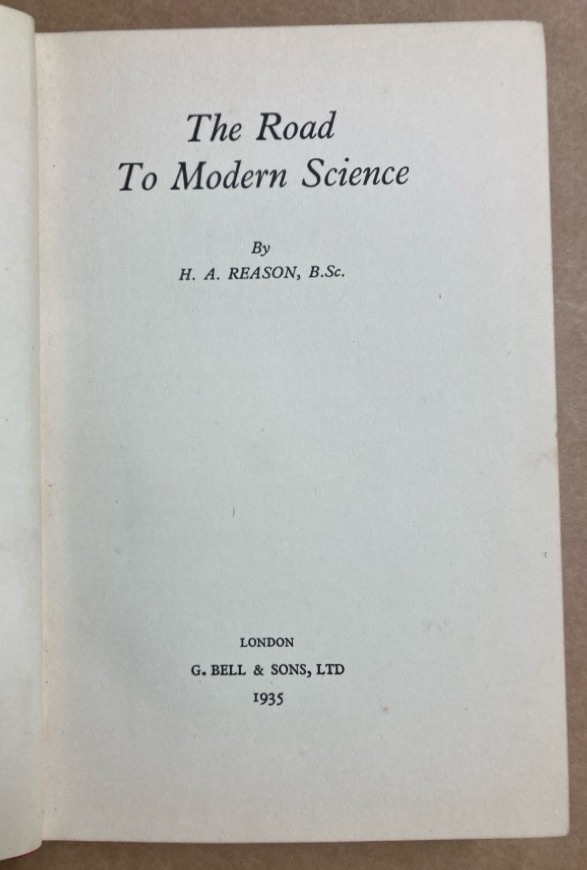 The Road
To Modern Science
By
H. A. REASON, B.Sc.
LONDON
G. BELL & SONS, LTD
1935